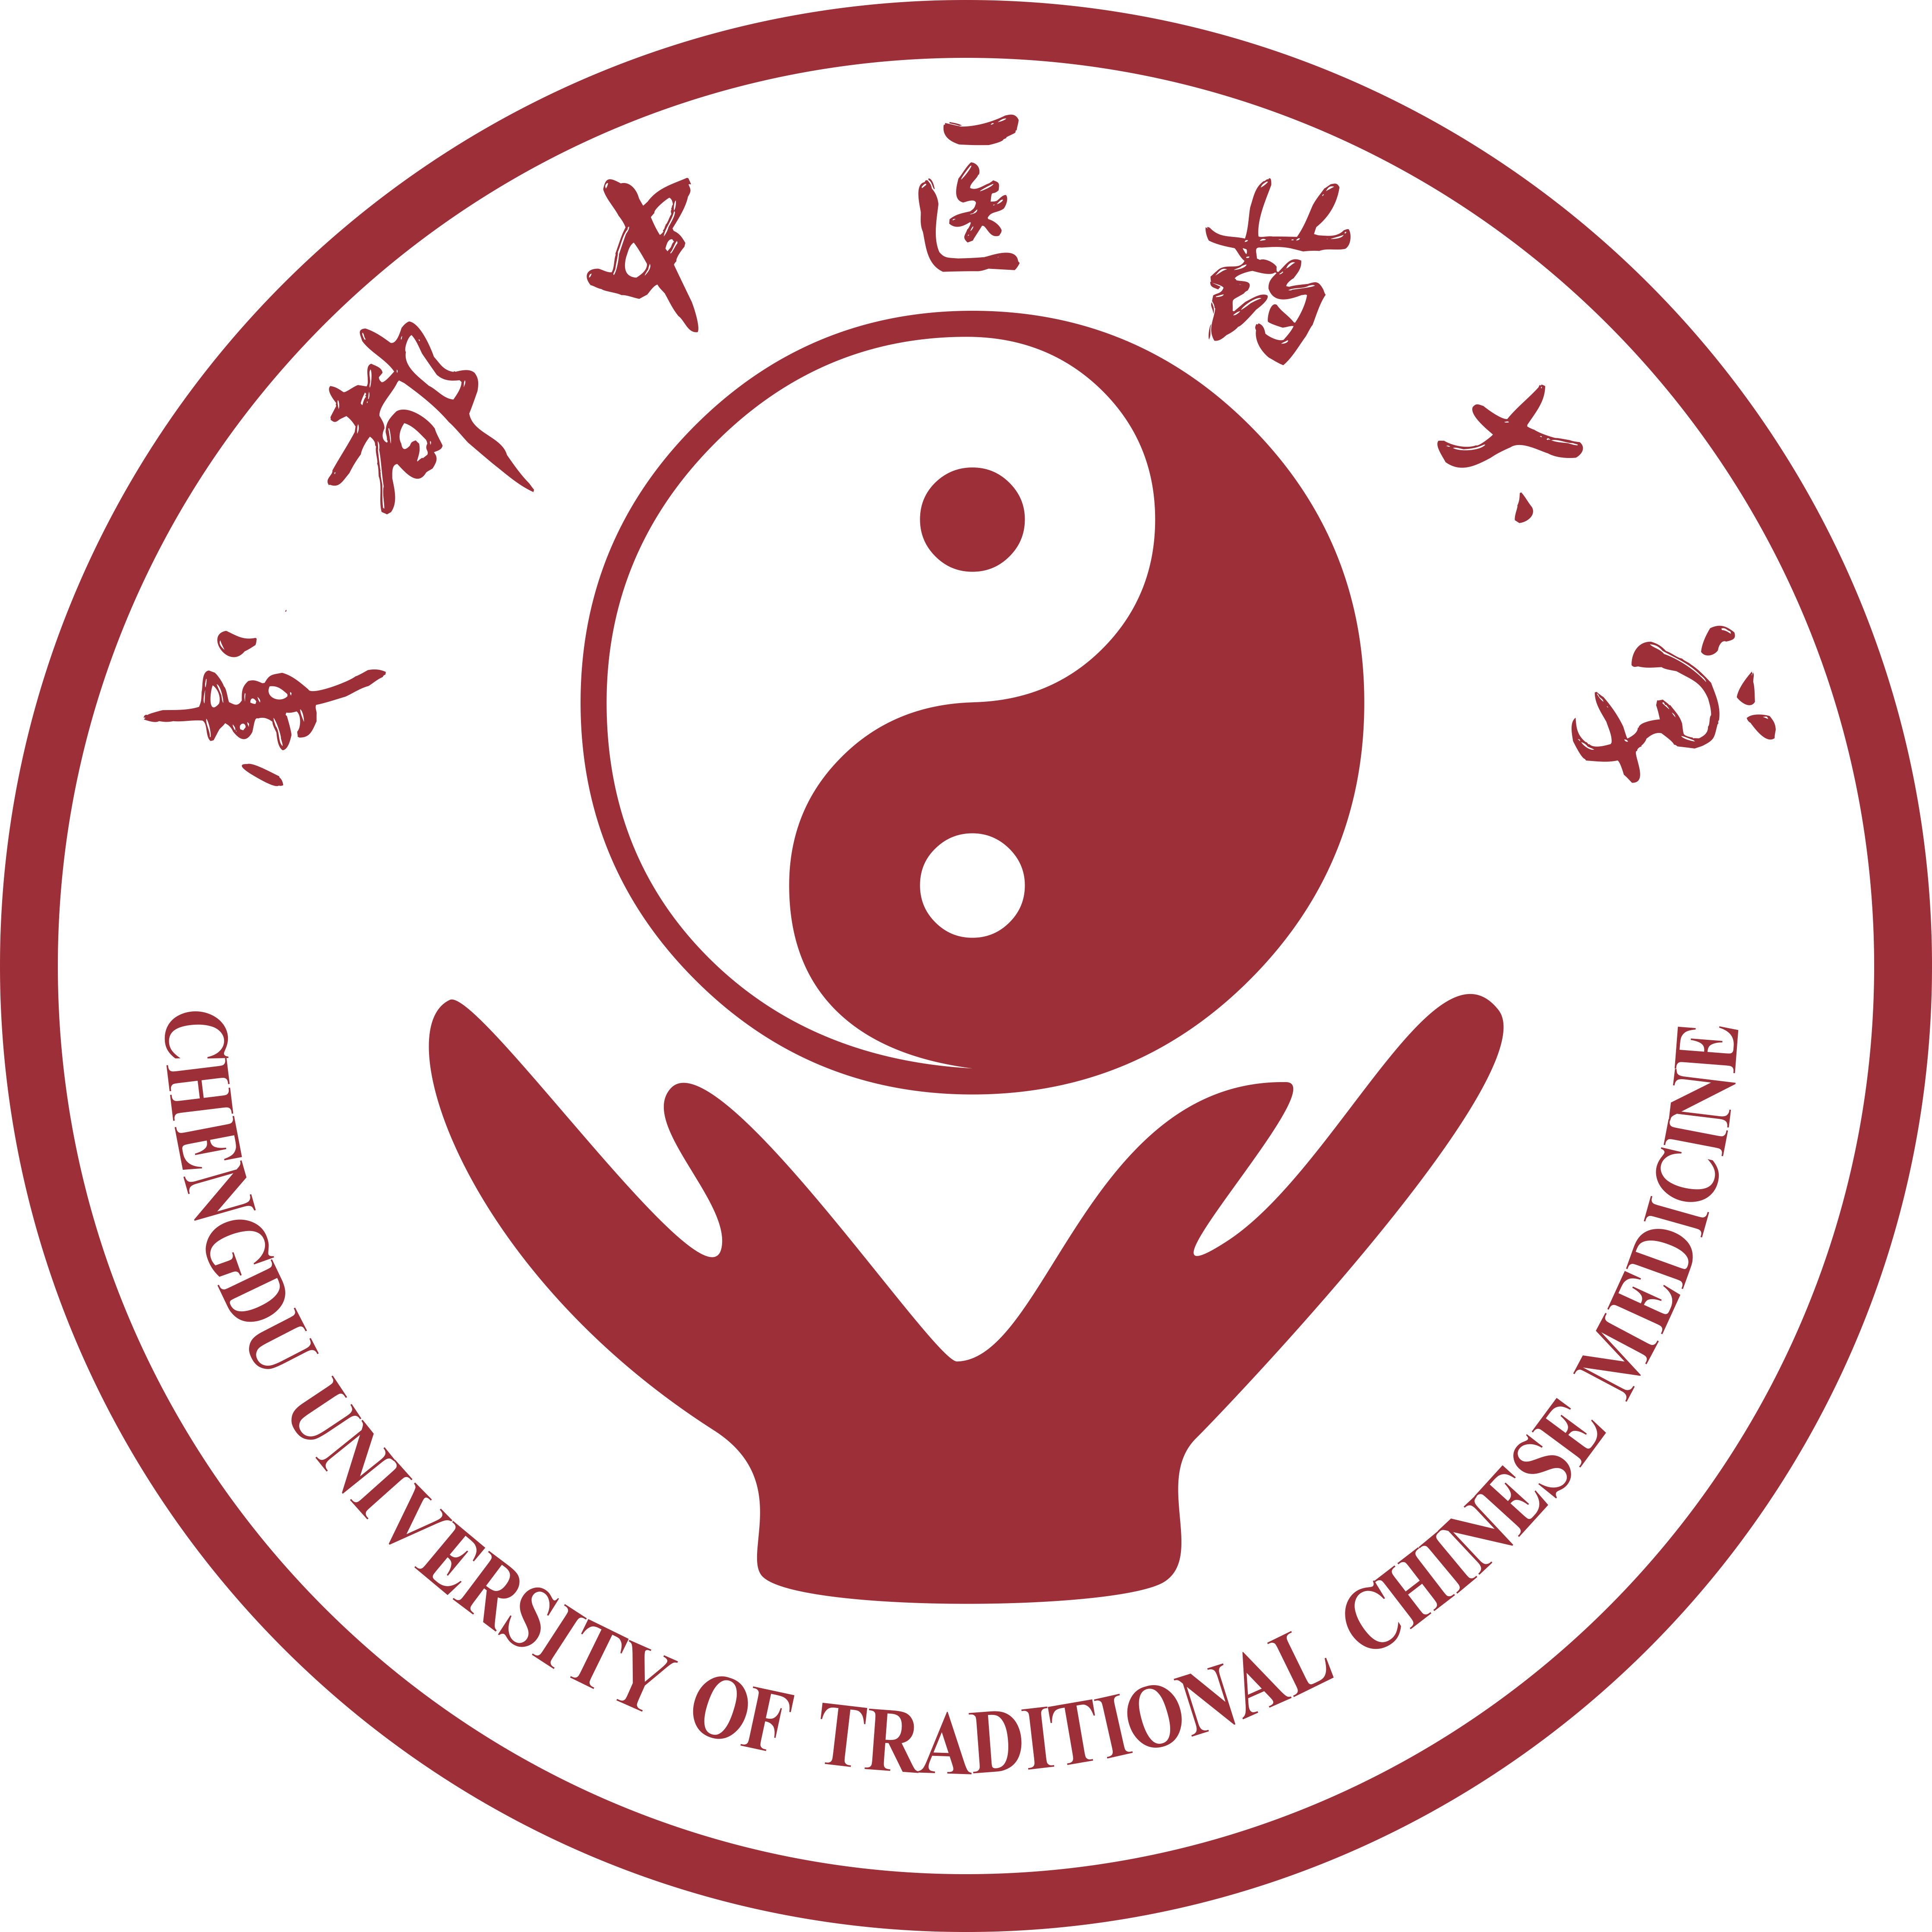 成都中医药大学
CHENGDU UNIVERSITY OF TRADITIONAL CHINESE MEDICINE